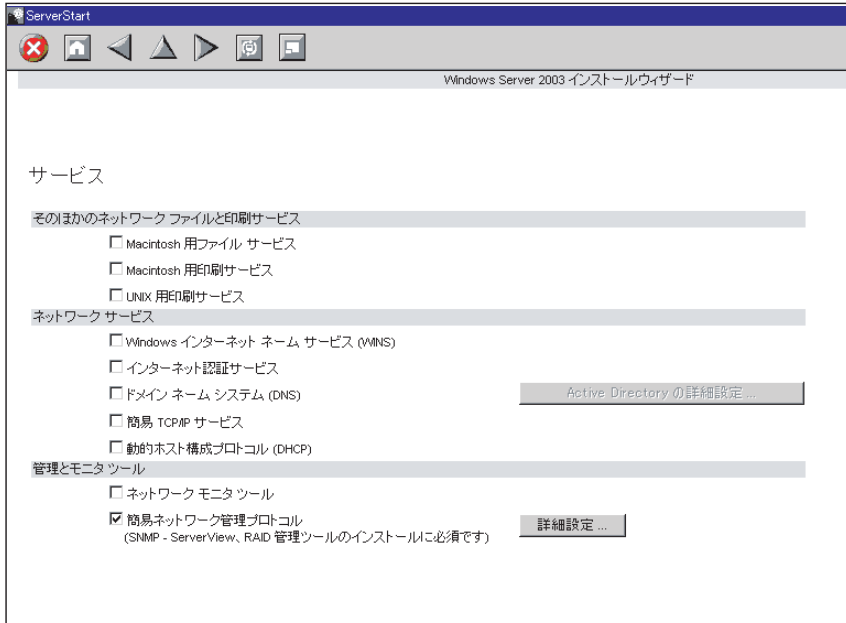 ServerStart
Windows Server 2003 インストールウィザード
サービス
そのほかのネットワーク ファイルと印刷サービス
Macintosh 用ファイル サービス
Macintosh 用印刷サービス
UNIX 用印刷サービス
ネットワーク サービス
Windows インターネット ネーム サービス (WINS)
インターネット認証サービス
ドメイン ネーム システム (DNS)
Active Directory の詳細設定 ...
簡易 TCP/IP サービス
動的ホスト構成プロトコル (DHCP)
管理とモニタ ツール
ネットワーク モニタ ツール
簡易ネットワーク管理プロトコル
(SNMP - ServerView、RAID 管理ツールのインストールに必須です)
詳細設定 ...